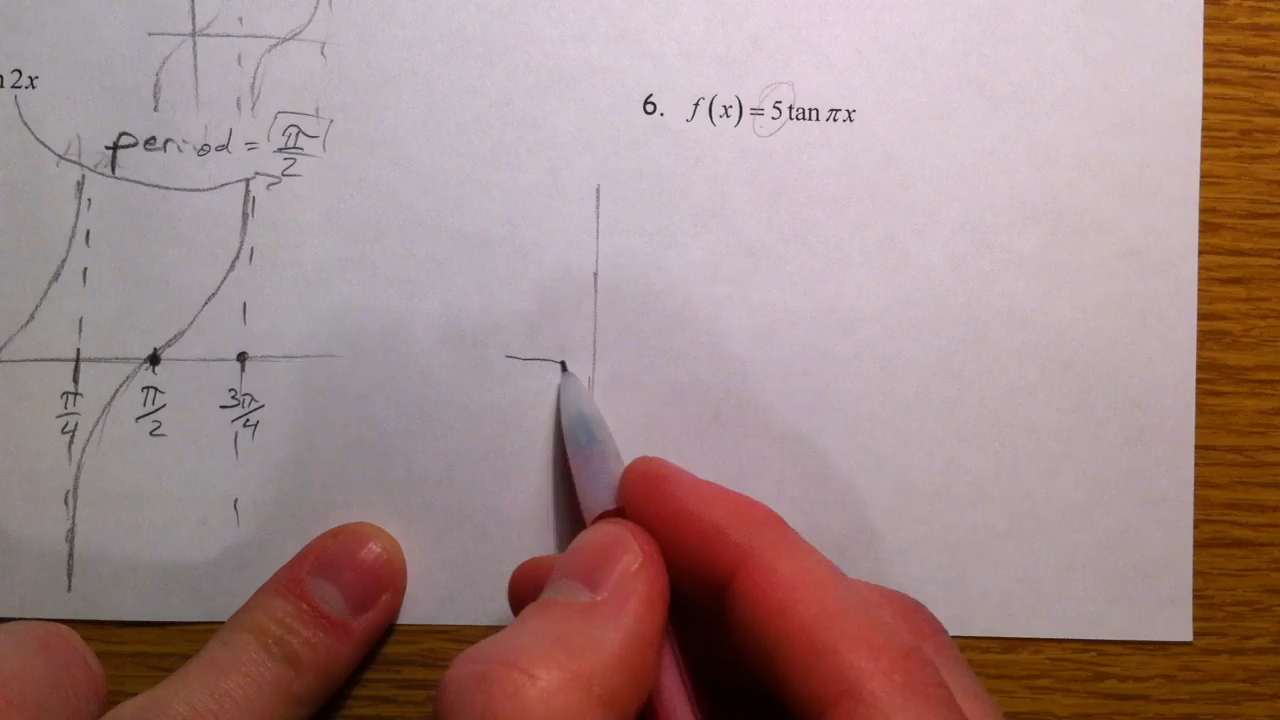 n 2x
period = π/2
π/4 π/2 3π/4
6. f(x) = 5 tan πx